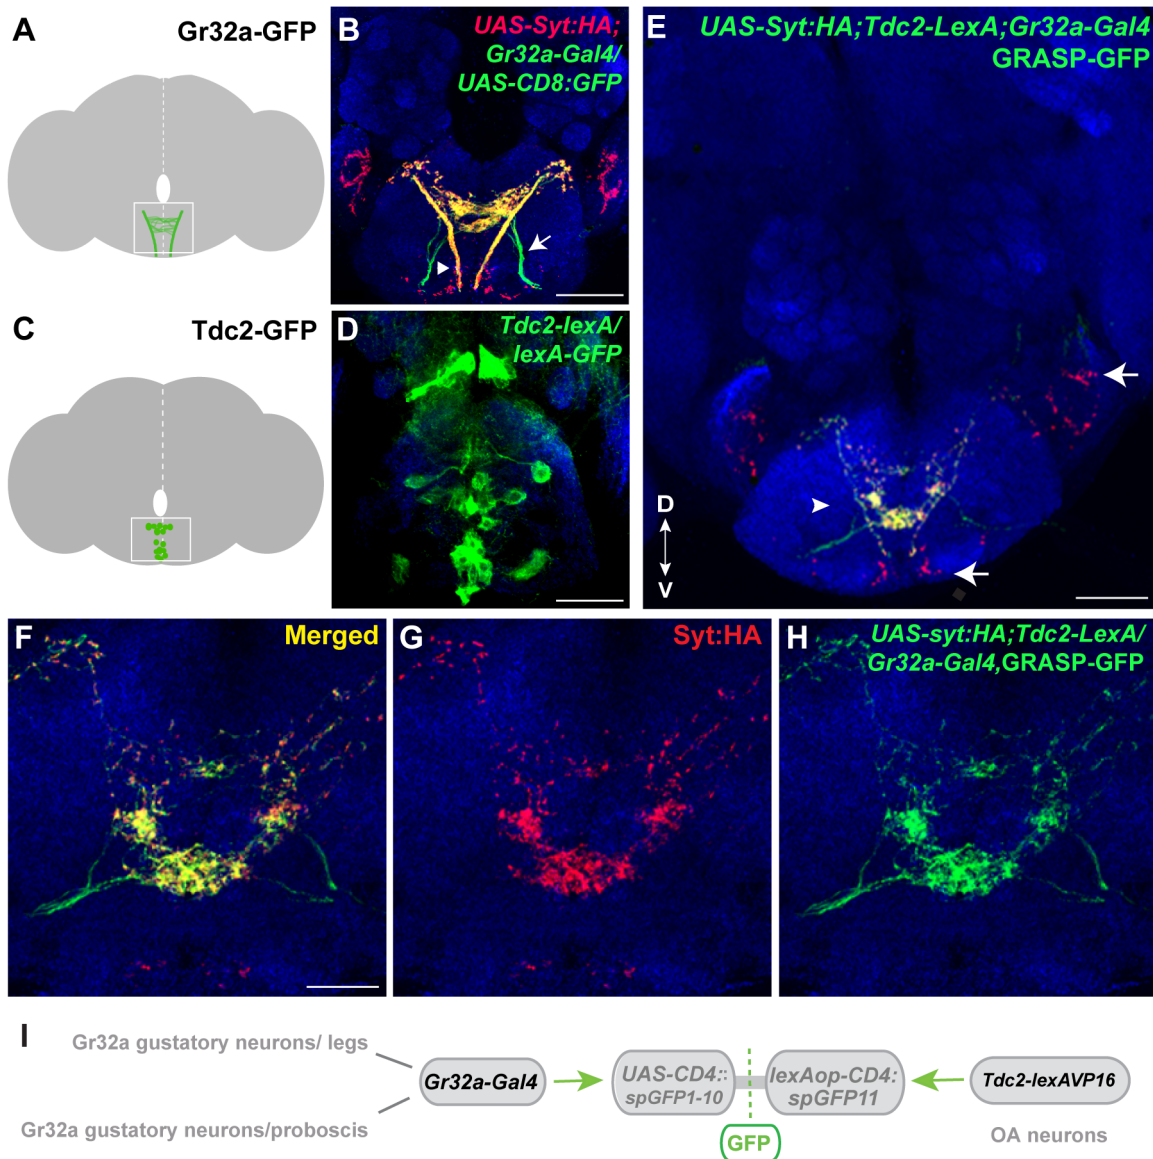 A
Gr32a-GFP
B
UAS-Syt:HA;
Gr32a-Gal4/
UAS-CD8:GFP
C
Tdc2-GFP
D
Tdc2-lexA/
lexA-GFP
E
UAS-Syt:HA;Tdc2-LexA;Gr32a-Gal4
GRASP-GFP
D
V
F
Merged
G
Syt:HA
H
UAS-syt:HA;Tdc2-LexA/
Gr32a-Gal4,GRASP-GFP
I
Gr32a gustatory neurons/ legs
Gr32a gustatory neurons/proboscis
Gr32a-Gal4
UAS-CD4::
spGFP1-10
lexAop-CD4:
spGFP11
GFP
Tdc2-lexAVP16
OA neurons